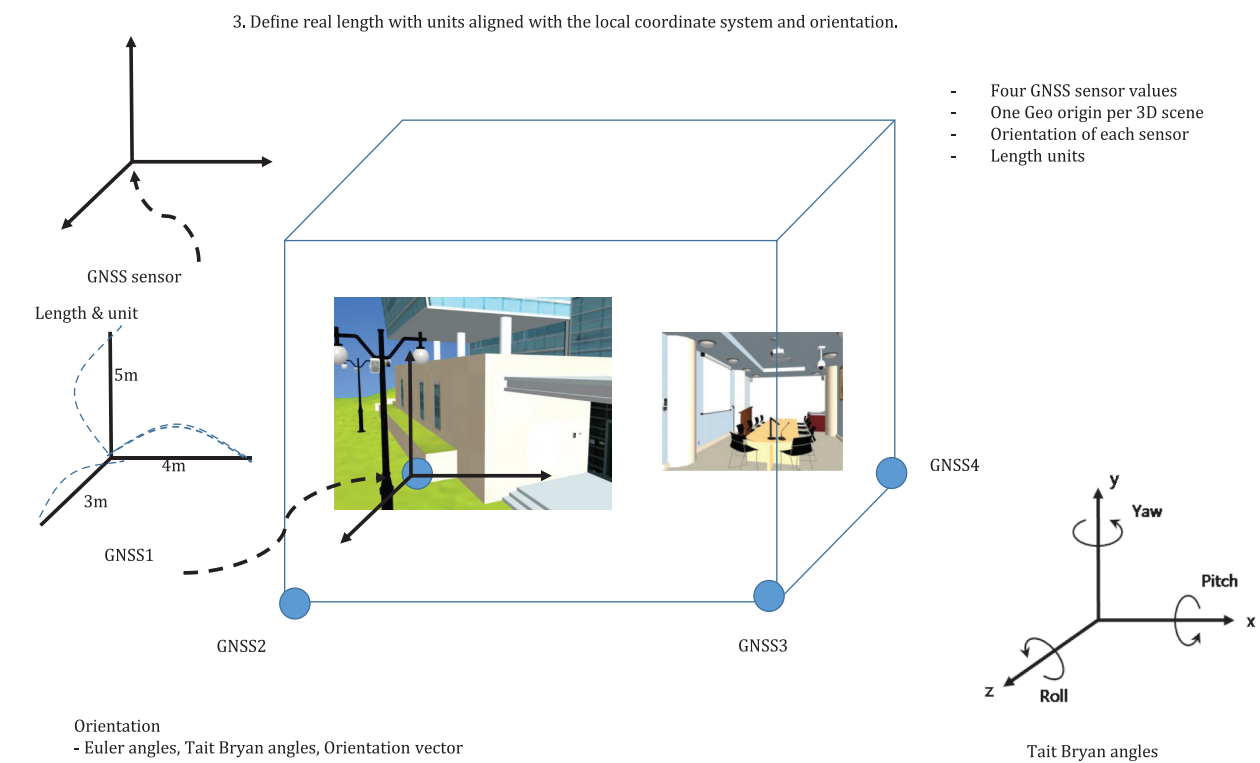 3. Define real length with units aligned with the local coordinate system and orientation.
- Four GNSS sensor values
- One Geo origin per 3D scene
- Orientation of each sensor
- Length units
GNSS sensor
Length & unit
5m
4m
3m
GNSS1
GNSS2
GNSS3
GNSS4
y
Yaw
Pitch
x
z
Roll
Tait Bryan angles
Orientation
- Euler angles, Tait Bryan angles, Orientation vector